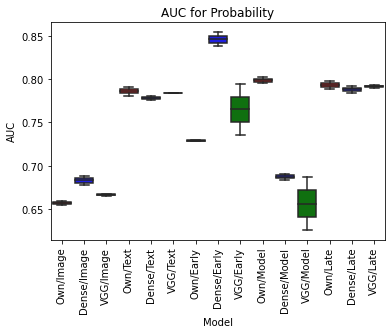 AUC for Probability
0.85
0.80
0.75
0.70
0.65
AUC
Own/Image
Dense/Image
VGG/Image
Own/Text
Dense/Text
VGG/Text
Own/Early
Dense/Early
VGG/Early
Own/Model
Dense/Model
VGG/Model
Own/Late
Dense/Late
VGG/Late
Model